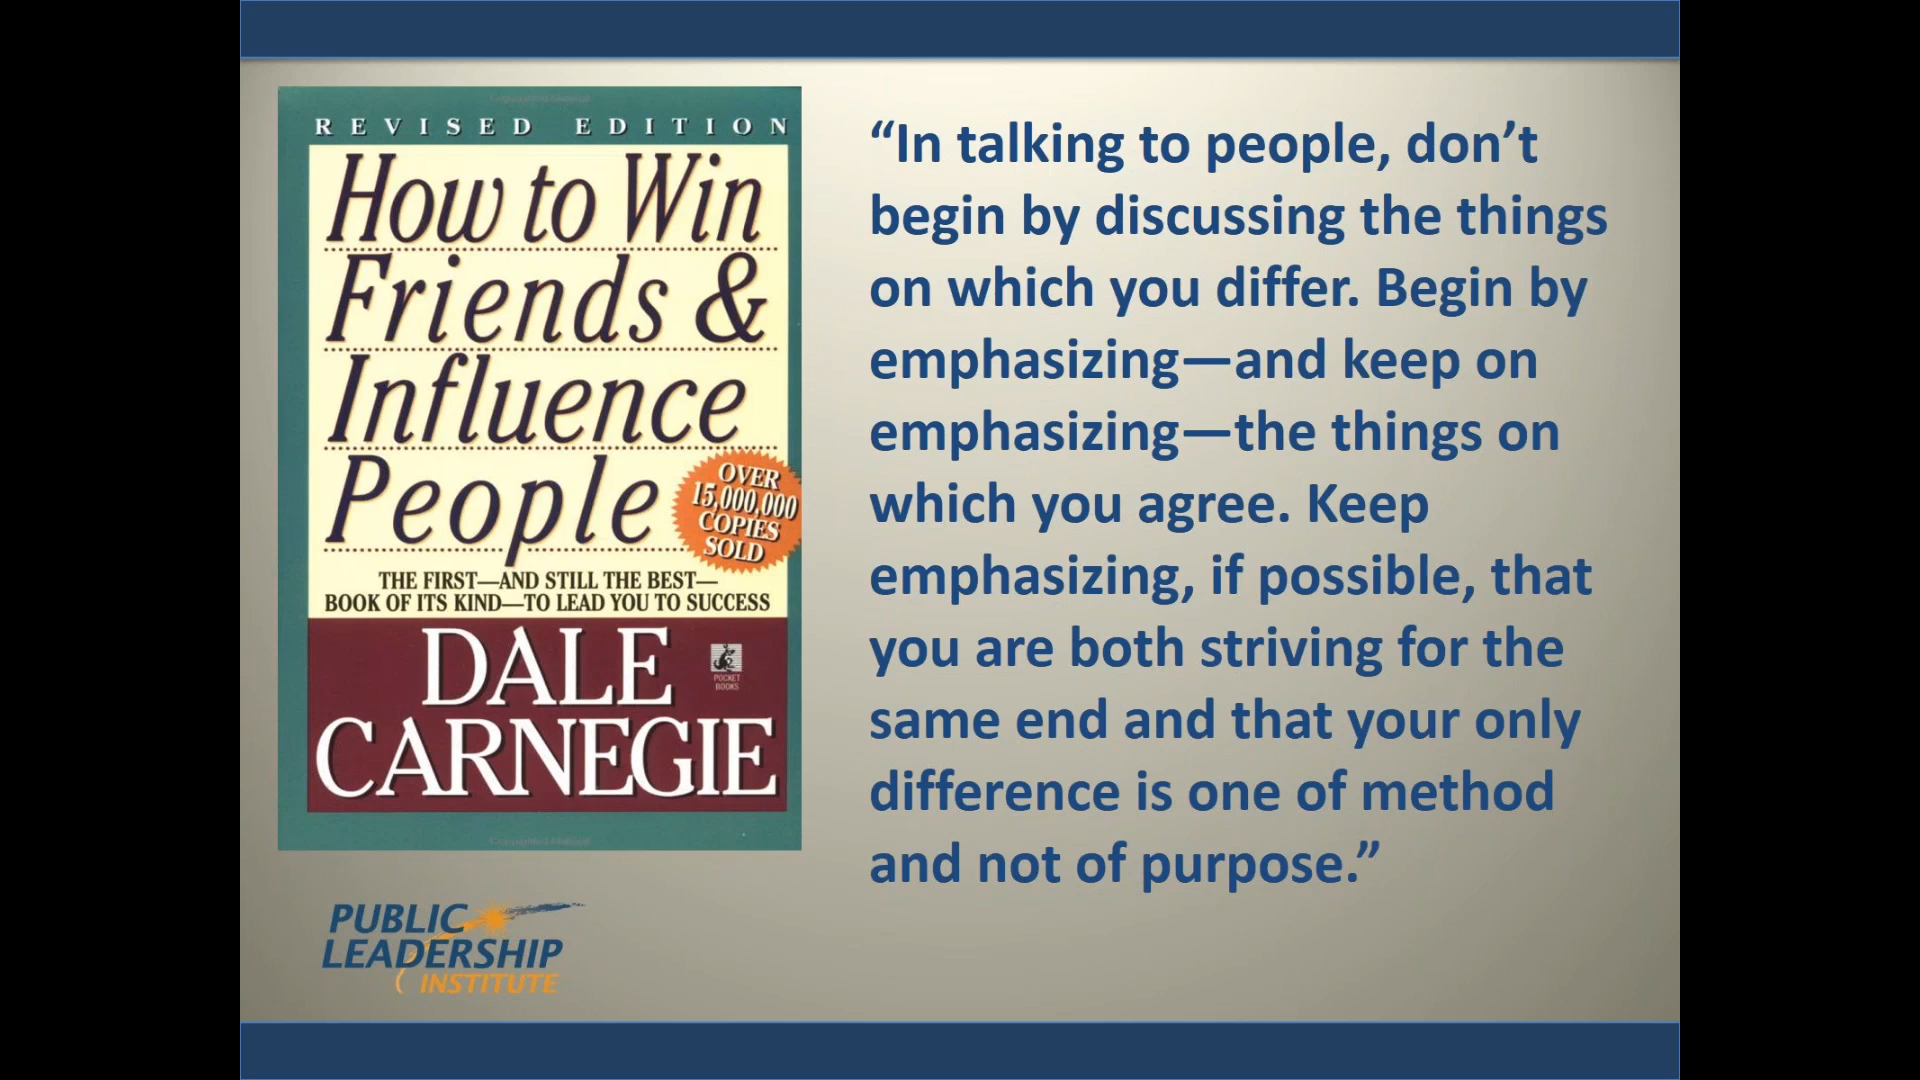 REVISED EDITION
How to Win
Friends &
Influence
People
OVER
15,000,000
COPIES
SOLD
THE FIRST—AND STILL THE BEST—
BOOK OF ITS KIND—TO LEAD YOU TO SUCCESS
DALE
CARNEGIE
POCKET
BOOKS
PUBLIC
LEADERSHIP
INSTITUTE
“In talking to people, don’t
begin by discussing the things
on which you differ. Begin by
emphasizing—and keep on
emphasizing—the things on
which you agree. Keep
emphasizing, if possible, that
you are both striving for the
same end and that your only
difference is one of method
and not of purpose.”